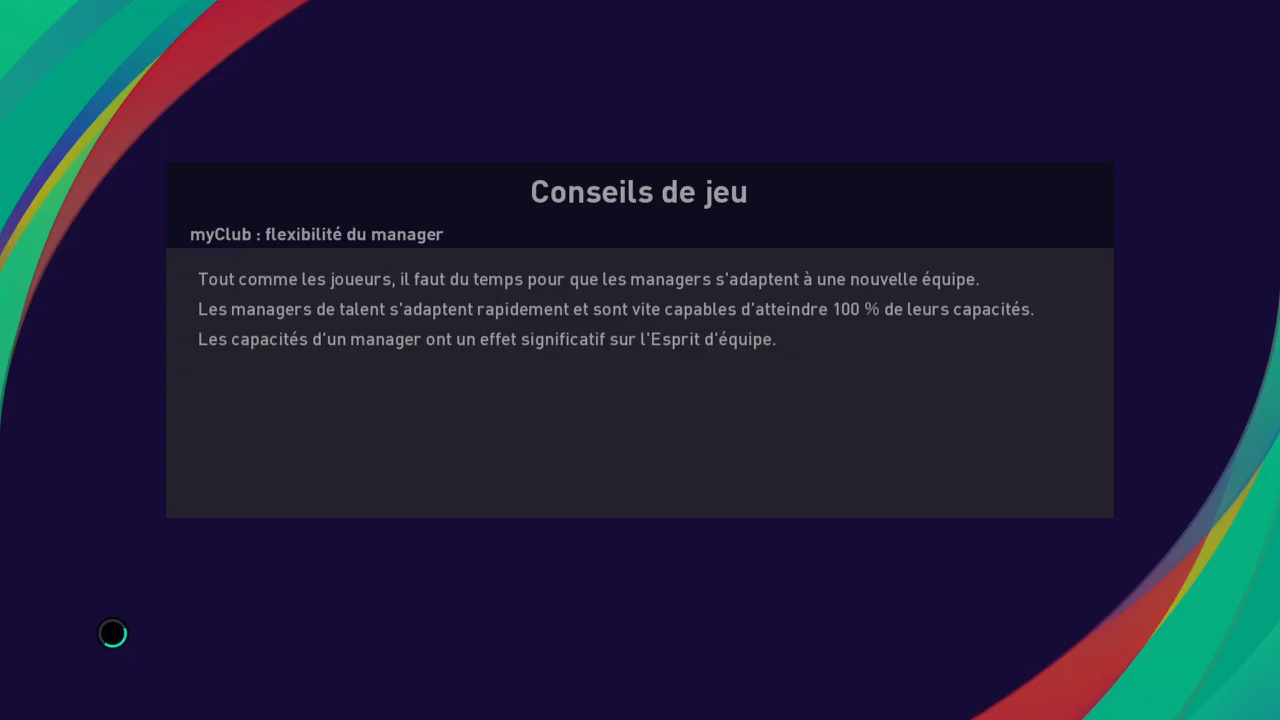 Conseils de jeu
myClub : flexibilité du manager
Tout comme les joueurs, il faut du temps pour que les managers s'adaptent à une nouvelle équipe.
Les managers de talent s'adaptent rapidement et sont vite capables d'atteindre 100 % de leurs capacités.
Les capacités d'un manager ont un effet significatif sur l'Esprit d'équipe.